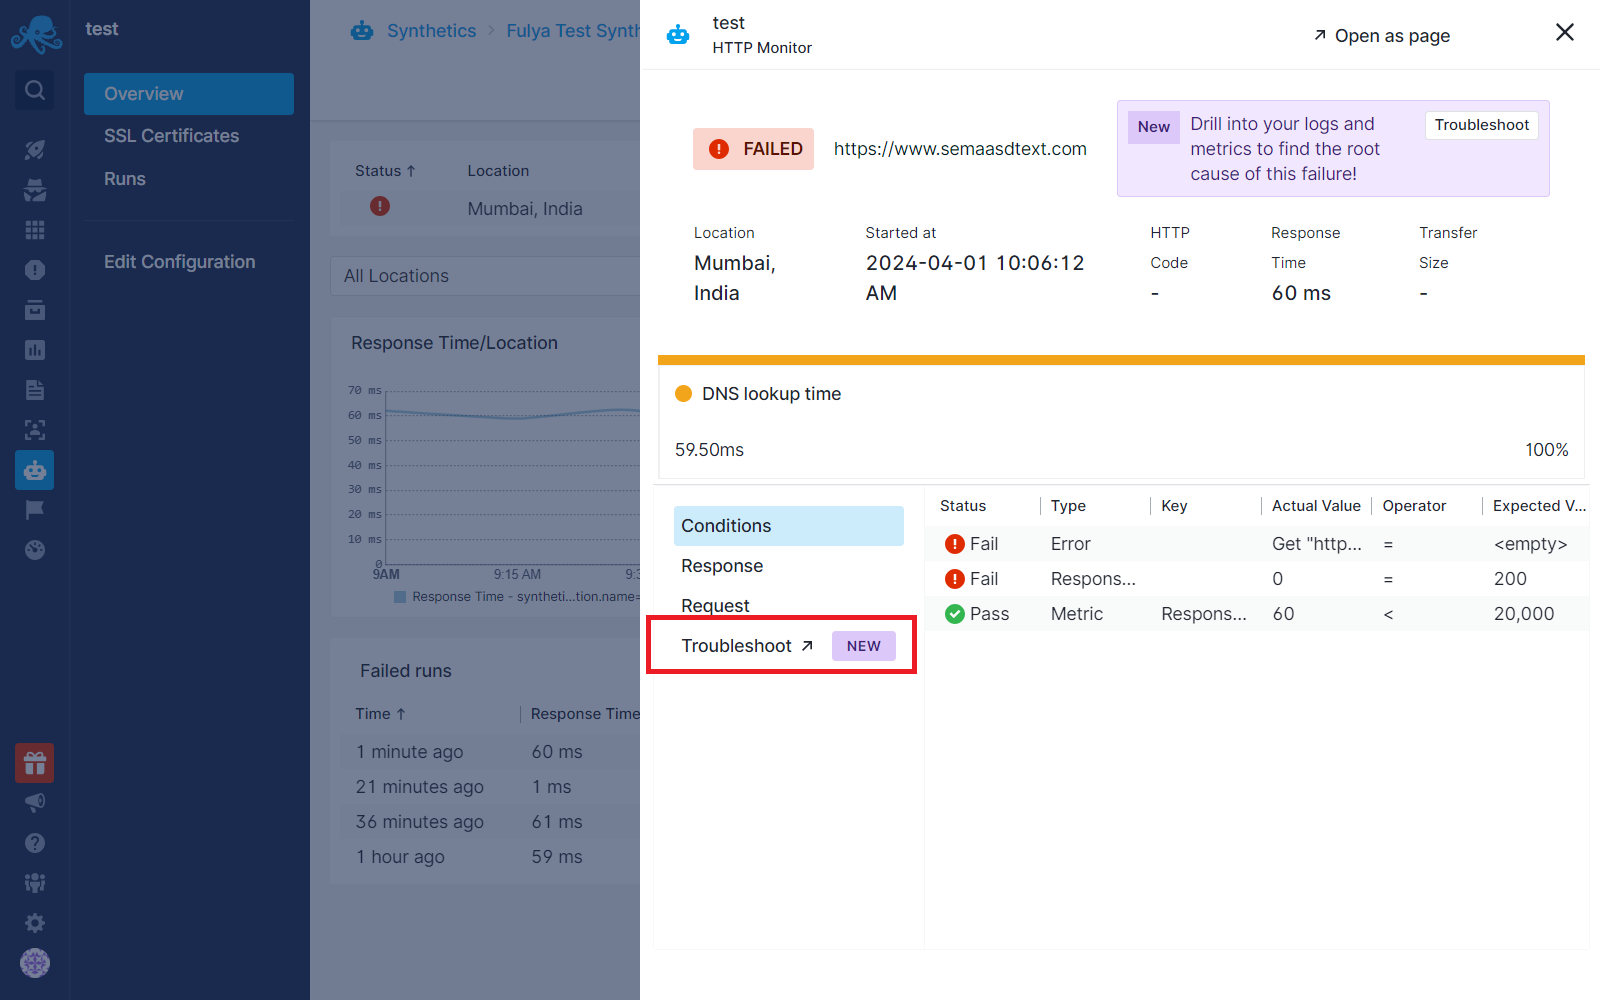 test
Overview
SSL Certificates
Runs
Edit Configuration
Synthetics > Fulya Test Synth
Status ↑ Location
Mumbai, India
All Locations
Response Time/Location
70 ms
60 ms
50 ms
40 ms
30 ms
20 ms
10 ms
0
9AM 9:15 AM 9:3
Response Time - syntheti...tion.name=
Failed runs
Time ↑ Response Time
1 minute ago 60 ms
21 minutes ago 1 ms
36 minutes ago 61 ms
1 hour ago 59 ms
test
HTTP Monitor
Open as page
FAILED https://www.semaasdtext.com
New Drill into your logs and
metrics to find the root
cause of this failure!
Troubleshoot
Location
Mumbai,
India
Started at
2024-04-01 10:06:12
AM
HTTP
Code
-
Response
Time
60 ms
Transfer
Size
-
DNS lookup time
59.50ms 100%
Conditions
Response
Request
Troubleshoot NEW
Status Type Key Actual Value Operator Expected V...
Fail Error Get "http... = <empty>
Fail Respons... 0 = 200
Pass Metric Respons... 60 < 20,000